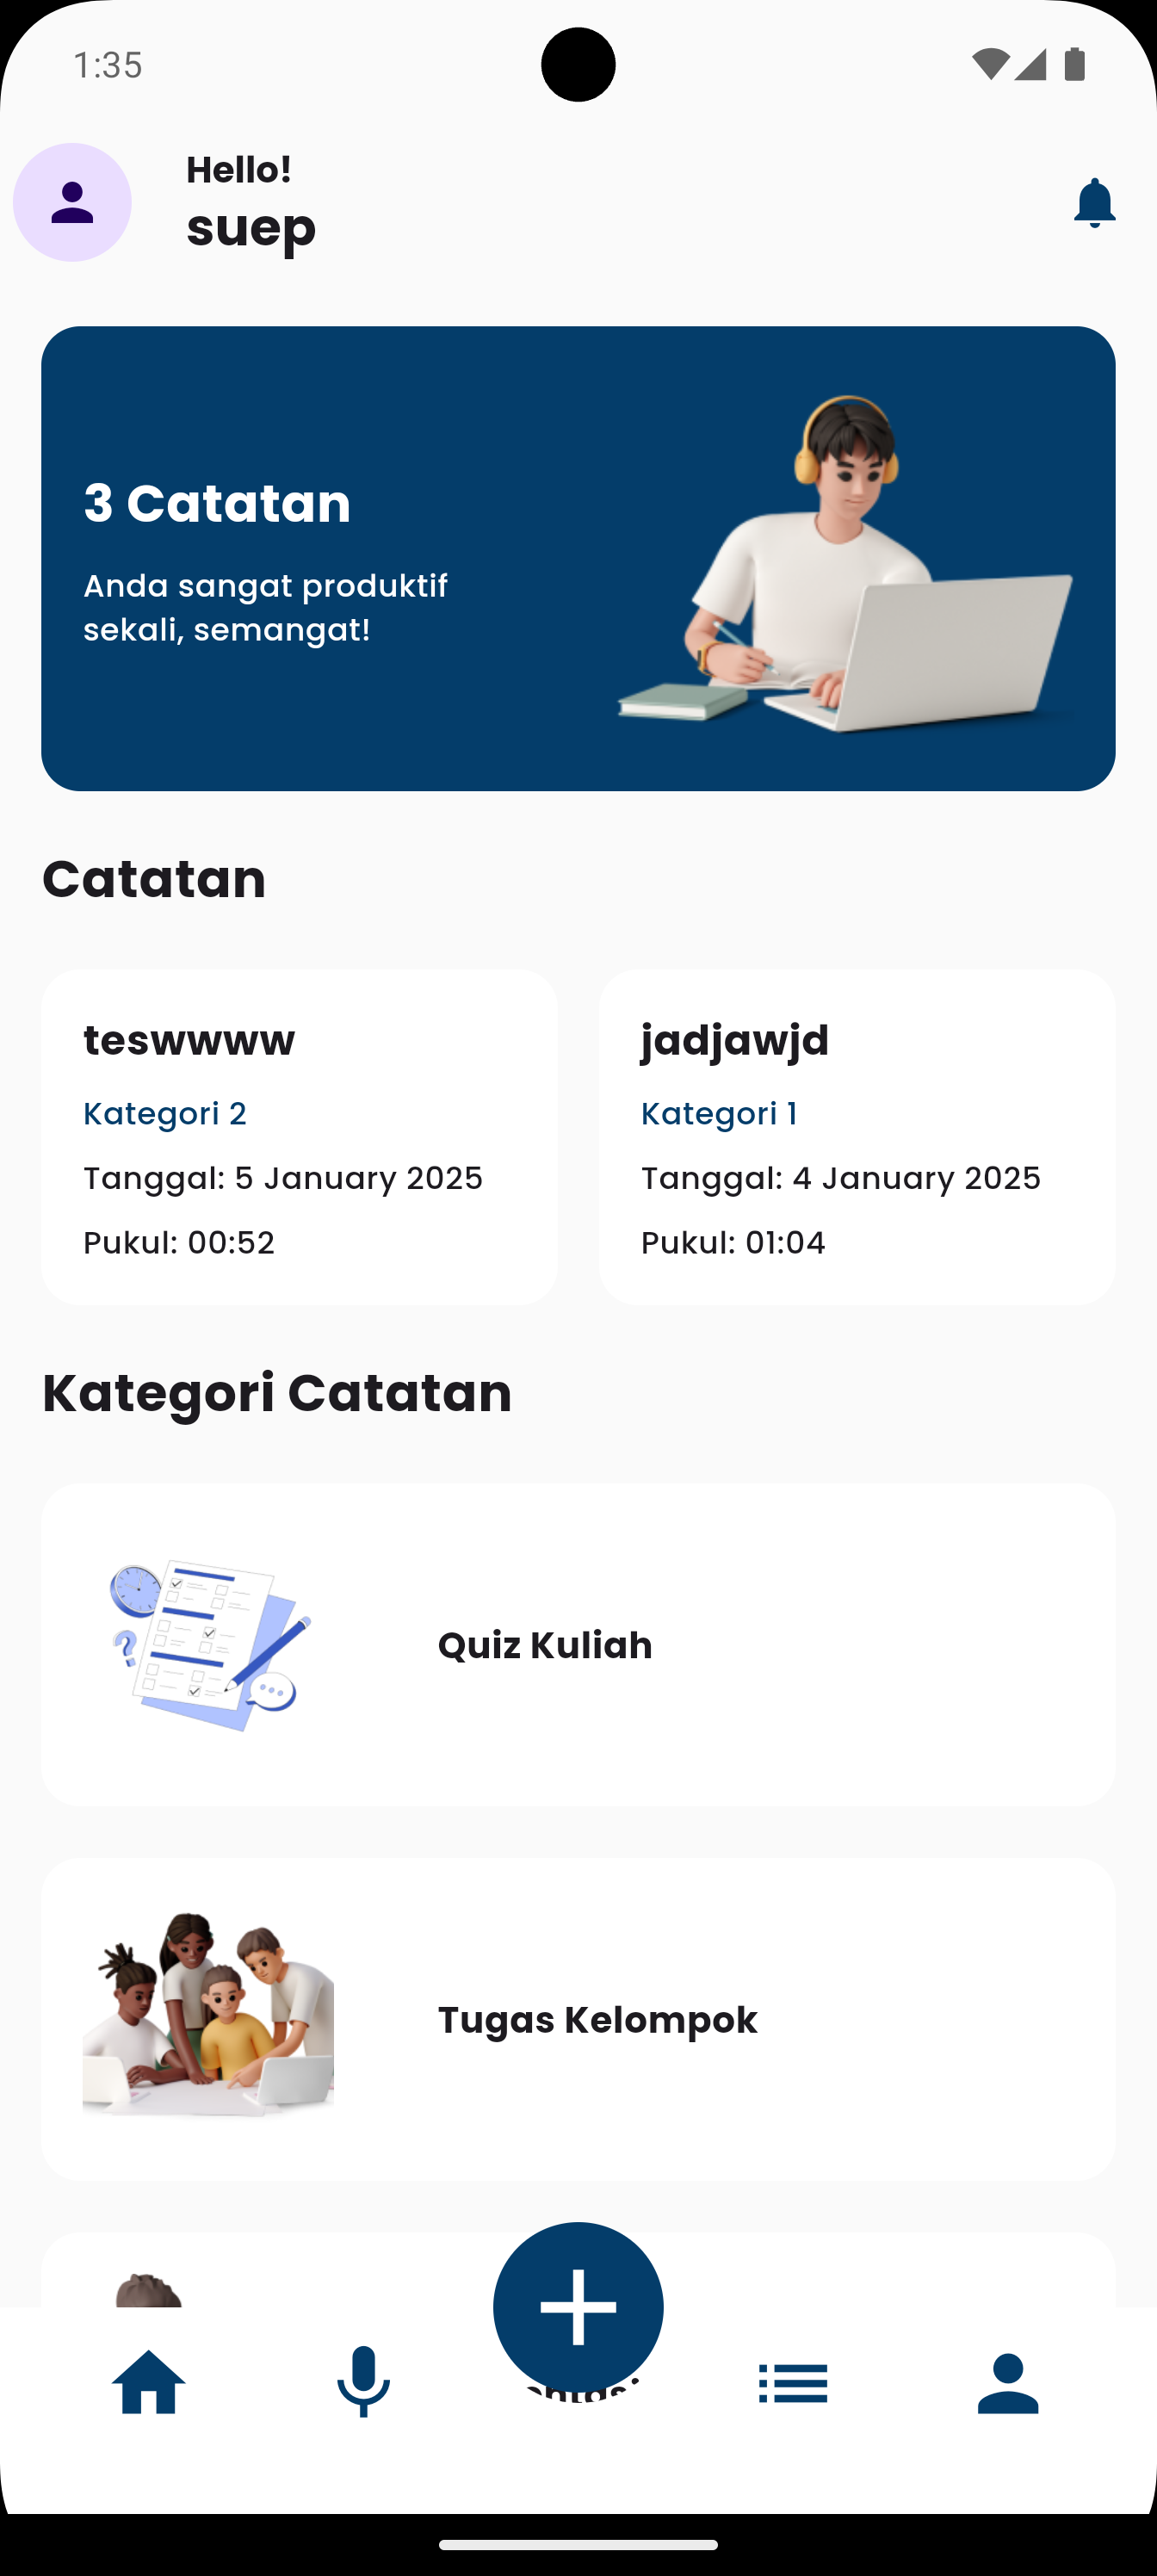 1:35
Hello!
suep
3 Catatan
Anda sangat produktif
sekali, semangat!
Catatan
teswwww
Kategori 2
Tanggal: 5 January 2025
Pukul: 00:52
jadjawjd
Kategori 1
Tanggal: 4 January 2025
Pukul: 01:04
Kategori Catatan
Quiz Kuliah
Tugas Kelompok